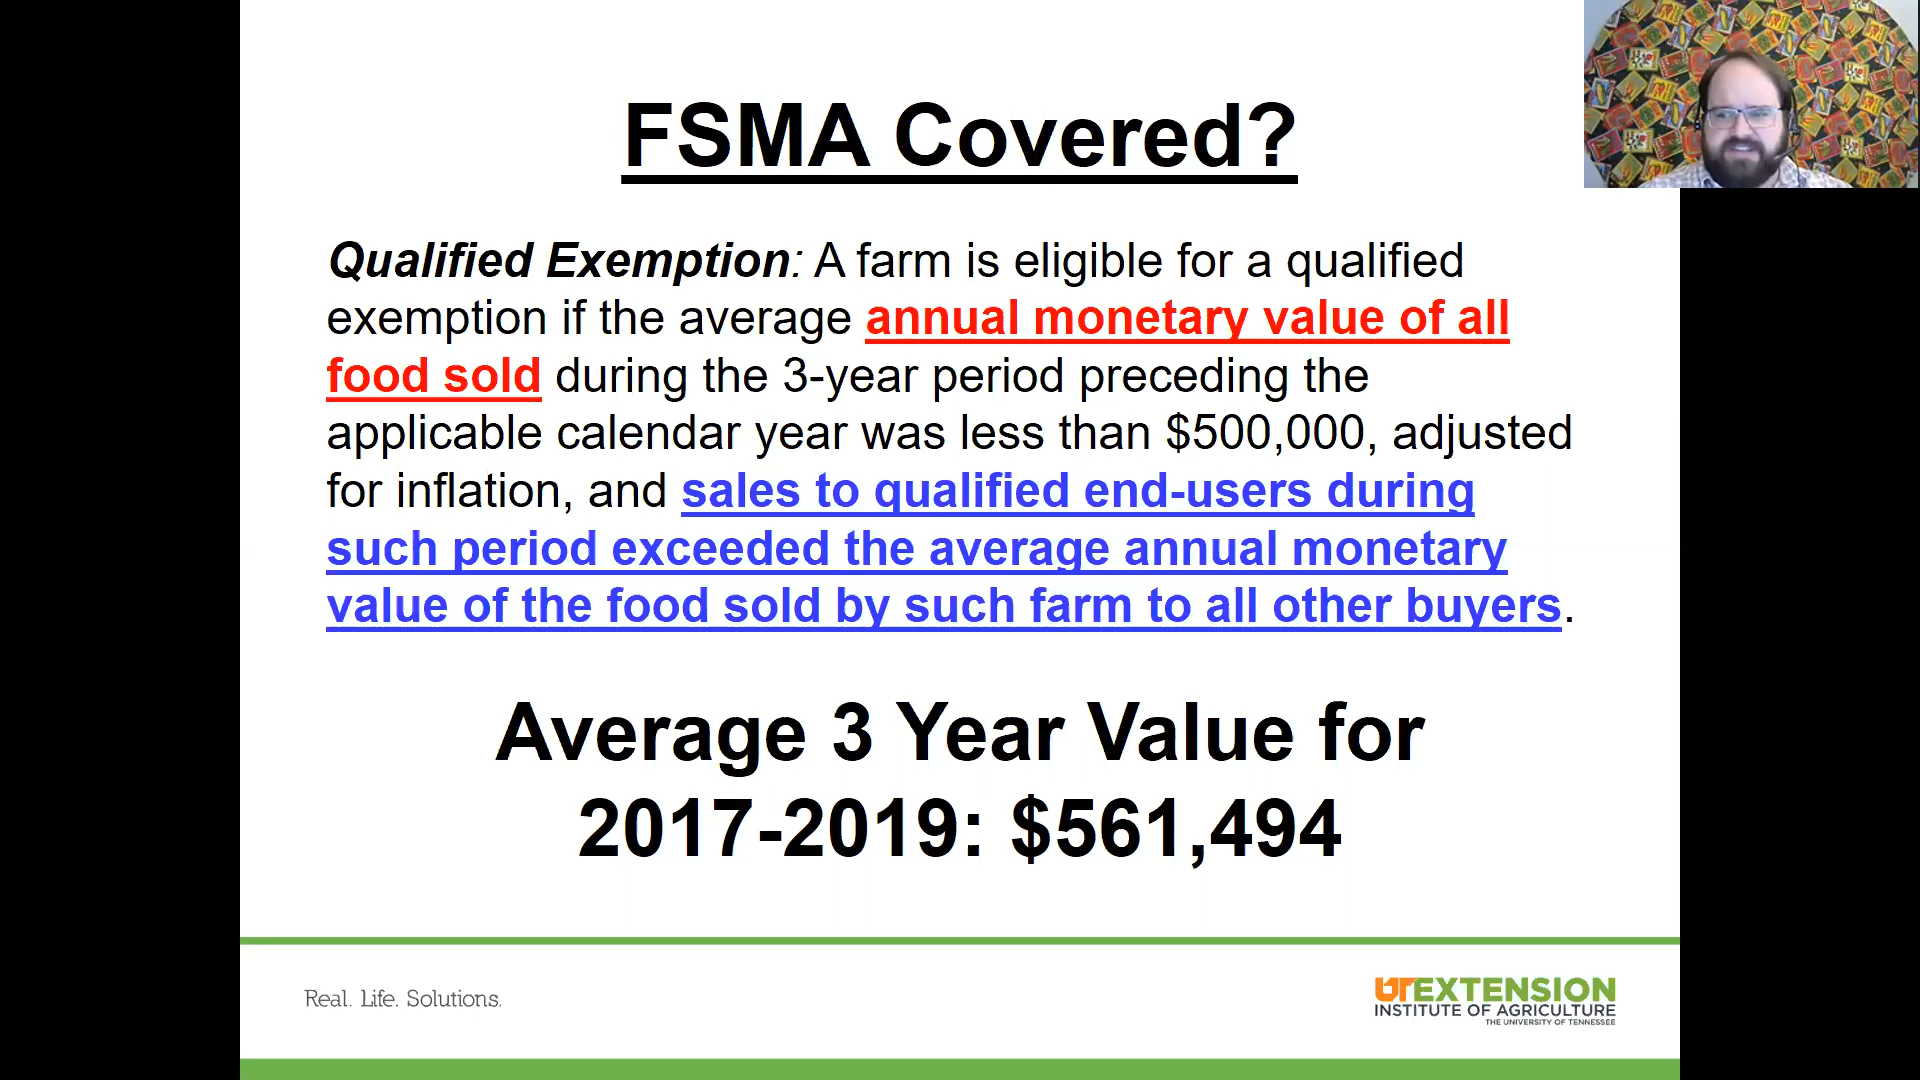 FSMA Covered?
Qualified Exemption: A farm is eligible for a qualified
exemption if the average annual monetary value of all
food sold during the 3-year period preceding the
applicable calendar year was less than $500,000, adjusted
for inflation, and sales to qualified end-users during
such period exceeded the average annual monetary
value of the food sold by such farm to all other buyers.
Average 3 Year Value for
2017-2019: $561,494
Real. Life. Solutions.
UT EXTENSION
INSTITUTE OF AGRICULTURE
THE UNIVERSITY OF TENNESSEE